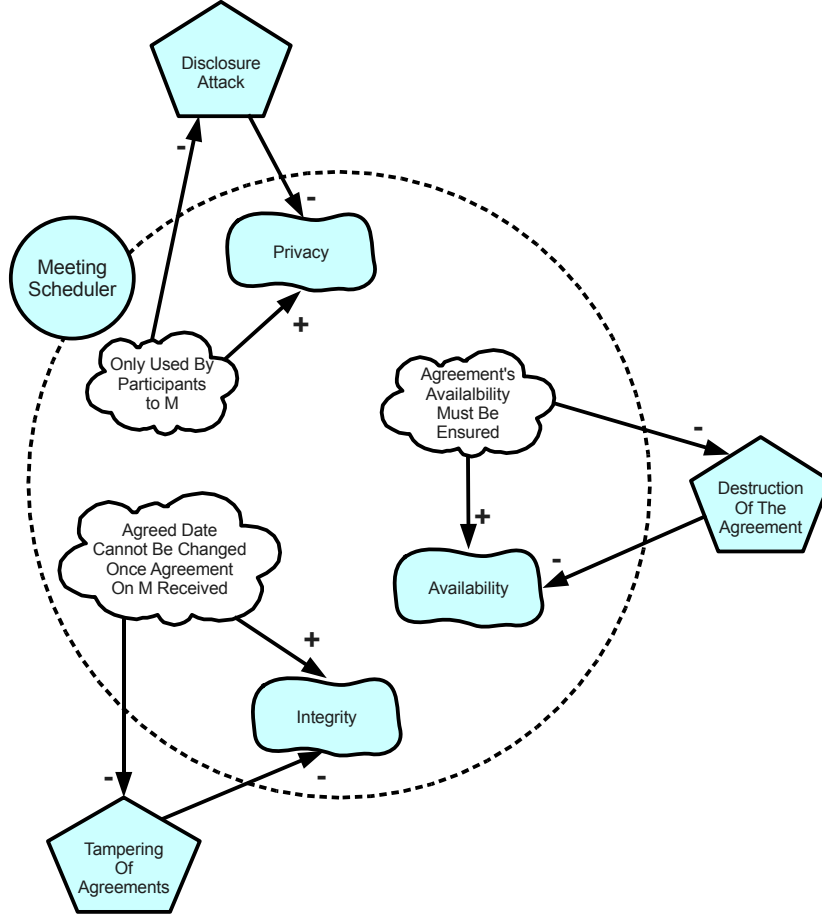 Disclosure
Attack
-
-
Privacy
Meeting
Scheduler
+
Only Used By
Participants
to M
Agreement's
Availalbility
Must Be
Ensured
-
Destruction
Of The
Agreement
+
-
Availability
Agreed Date
Cannot Be Changed
Once Agreement
On M Received
+
Integrity
-
-
Tampering
Of
Agreements